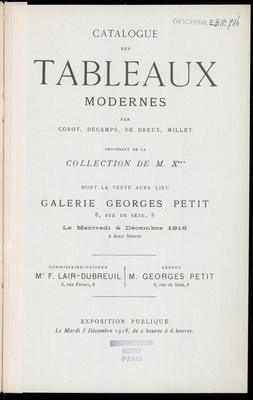 GESCHENK
CATALOGUE
DES
TABLEAUX
MODERNES
PAR
COROT, DECAMPS, DE DREUX, MILLET
PROVENANT DE LA
COLLECTION DE M. X***
DONT LA VENTE AURA LIEU
GALERIE GEORGES PETIT
8, RUE DE SÈZE, 8
Le Mercredi 4 Décembre 1918
à deux heures
COMMISSAIRE-PRISEUR
Mᵉ F. LAIR-DUBREUIL
6, rue Favart, 6
EXPERT
M. GEORGES PETIT
8, rue de Sèze, 8
EXPOSITION PUBLIQUE
Le Mardi 3 Décembre 1918, de 2 heures à 6 heures.
KUNSTHISTORISCHES
INSTITUT
PARIS